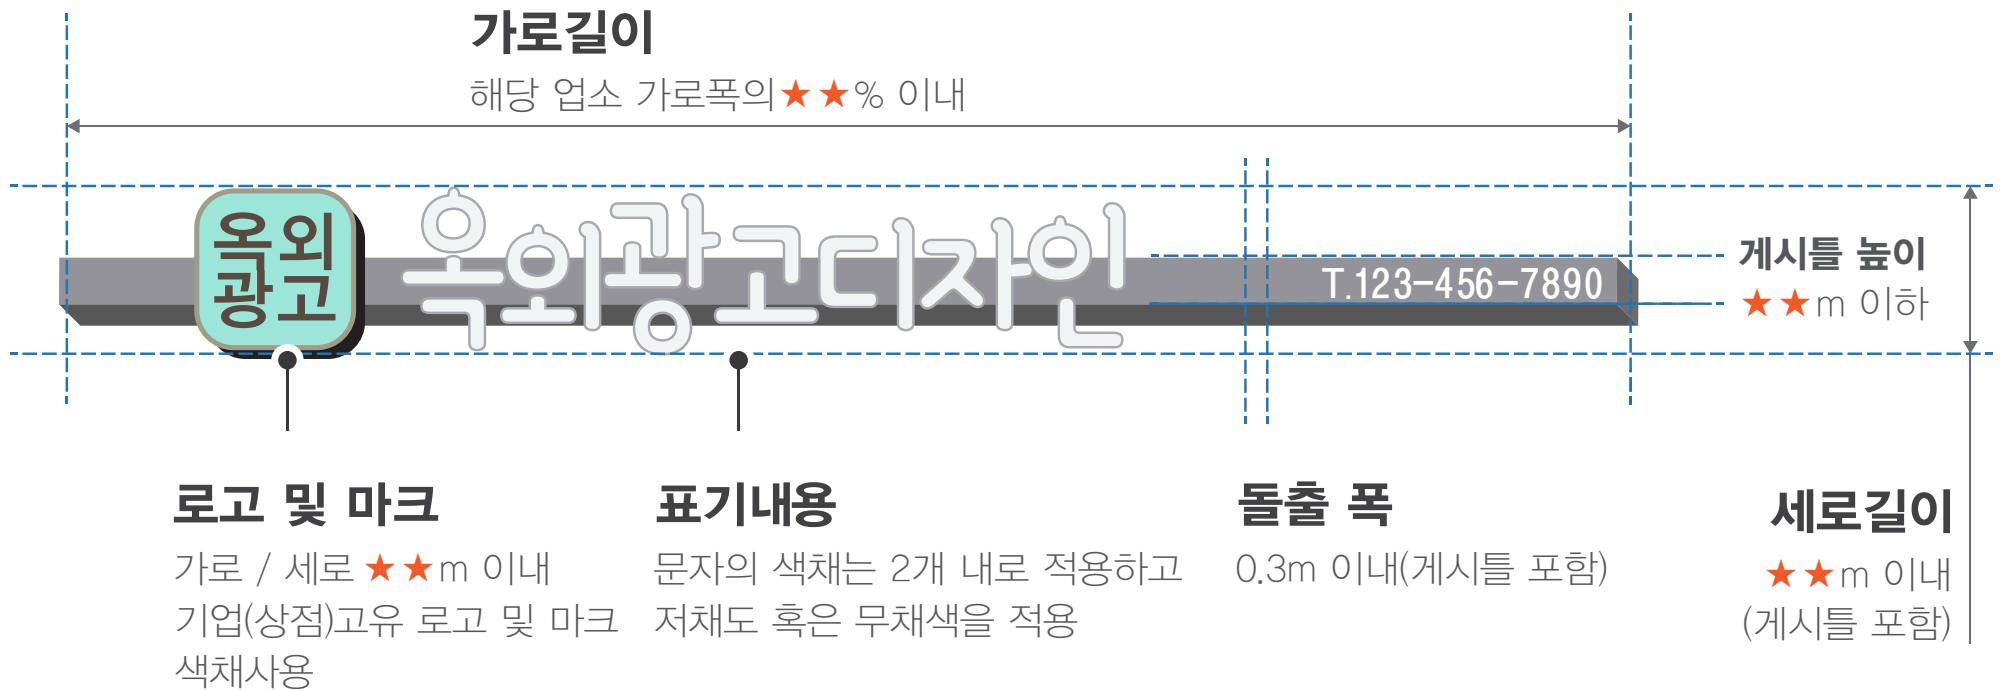 가로길이
해당 업소 가로폭의★★% 이내
옥외
광고
옥외광고디자인
T.123-456-7890
게시틀 높이
★★m 이하
로고 및 마크
가로 / 세로 ★★m 이내
기업(상점)고유 로고 및 마크
색채사용
표기내용
문자의 색채는 2개 내로 적용하고
저채도 혹은 무채색을 적용
돌출 폭
0.3m 이내(게시틀 포함)
세로길이
★★m 이내
(게시틀 포함)